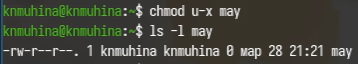 knmuhina@knmuhina:~$ chmod u-x may
knmuhina@knmuhina:~$ ls -l may
-rw-r--r--. 1 knmuhina knmuhina 0 мар 28 21:21 may